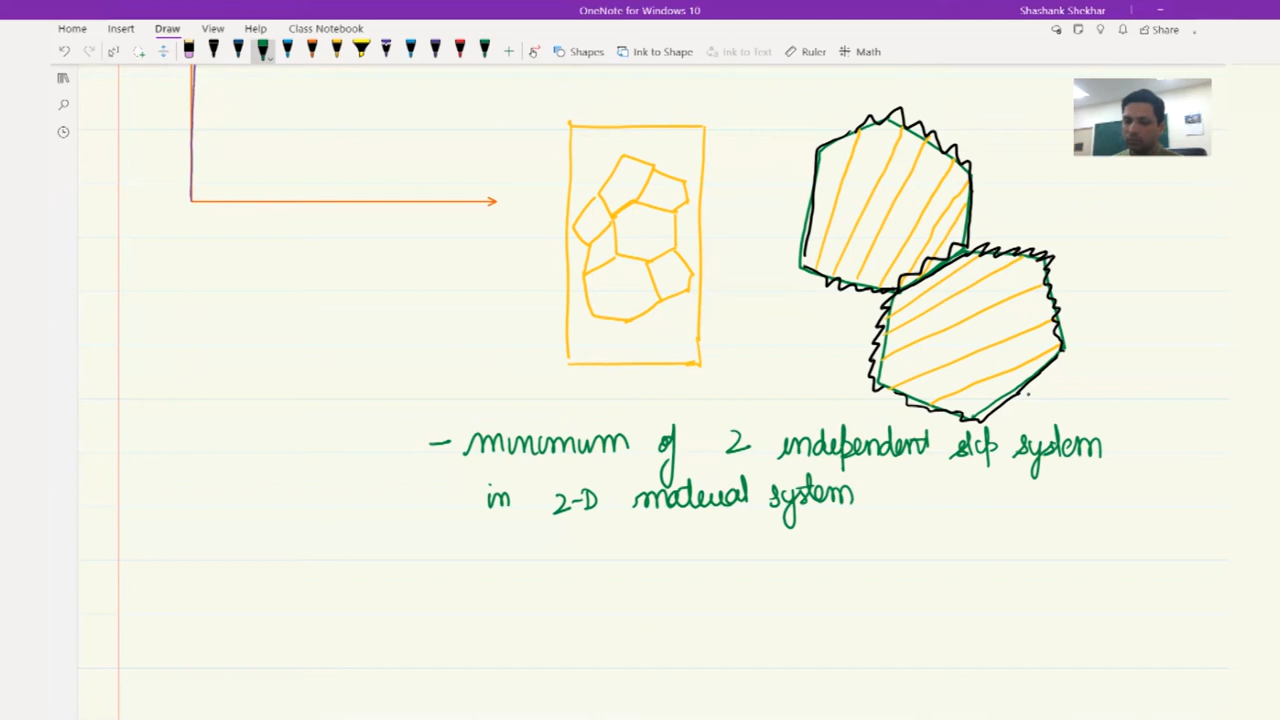 OneNote for Windows 10
Shashank Shekhar
Home Insert Draw View Help Class Notebook
Share
Shapes Ink to Shape Ink to Text Ruler Math
- minimum of 2 independent slip system
in 2-D material system